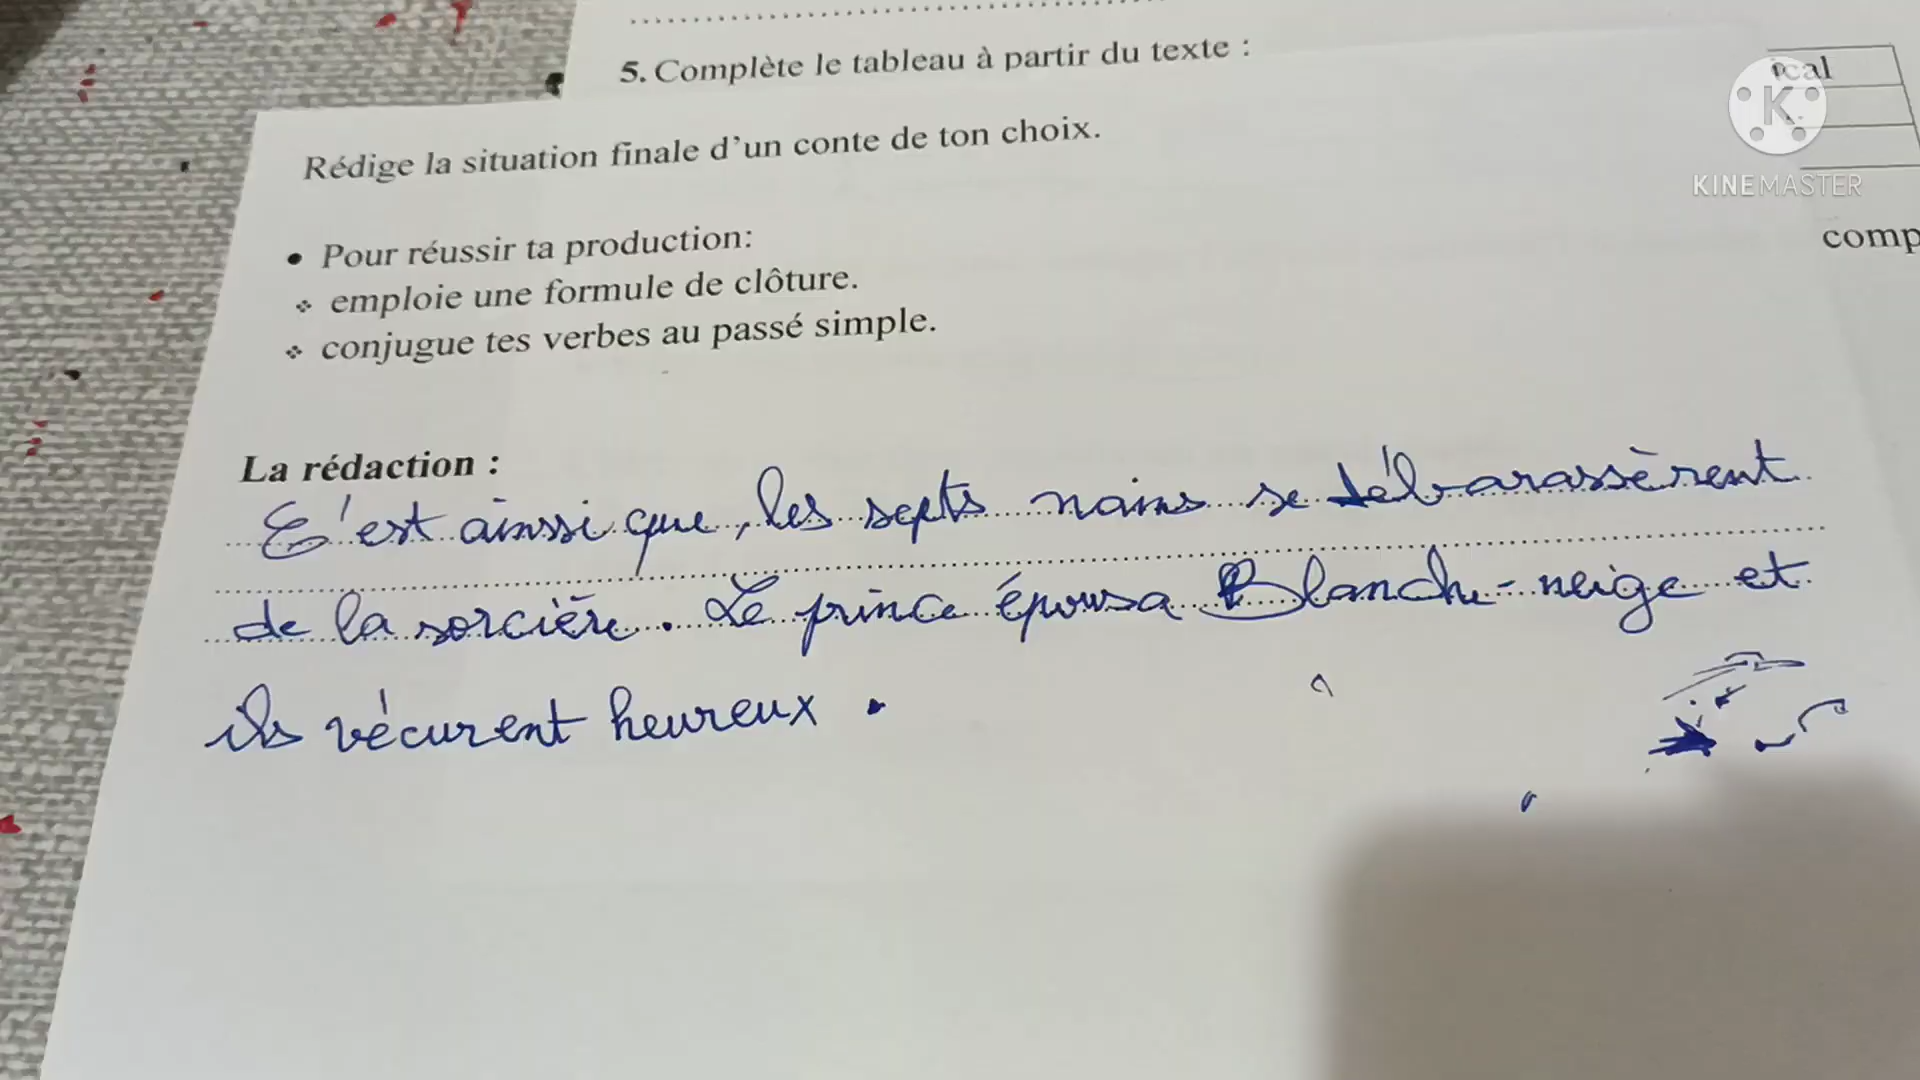 5. Complète le tableau à partir du texte :
ical
K
KINEMASTER
Rédige la situation finale d'un conte de ton choix.
comp
• Pour réussir ta production:
❖ emploie une formule de clôture.
❖ conjugue tes verbes au passé simple.
La rédaction :
C'est ainsi que, les septs nains se débarassèrent
de la sorcière. Le prince épousa Blanche-neige et
ils vécurent heureux.